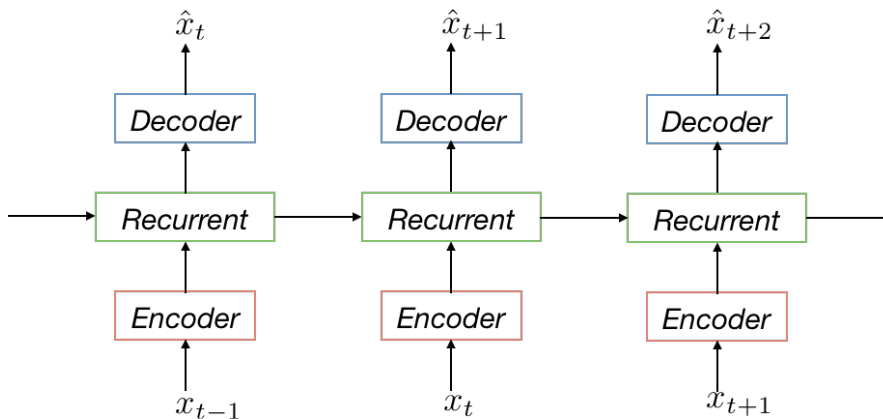 x̂_t x̂_{t+1} x̂_{t+2}
Decoder Decoder Decoder
Recurrent Recurrent Recurrent
Encoder Encoder Encoder
x_{t−1} x_t x_{t+1}